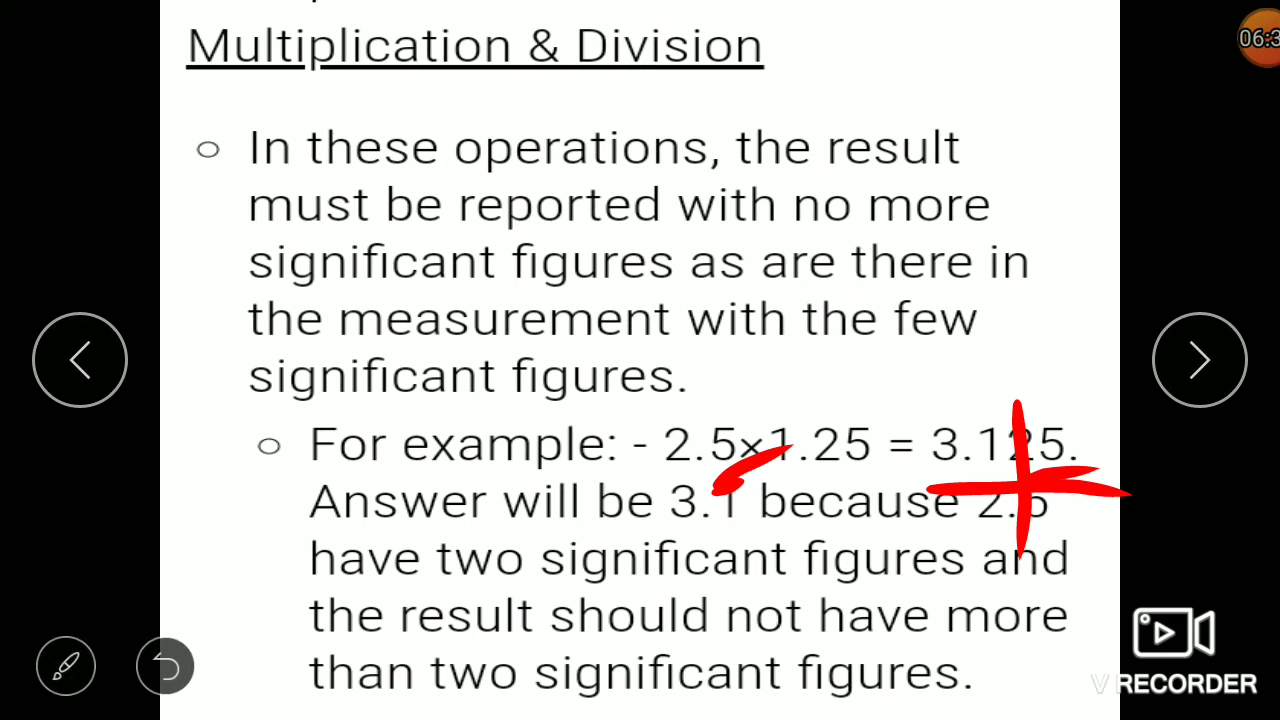 Multiplication & Division
06:3
o In these operations, the result
must be reported with no more
significant figures as are there in
the measurement with the few
significant figures.
o For example: - 2.5×1.25 = 3.125.
Answer will be 3.1 because 2.5
have two significant figures and
the result should not have more
than two significant figures.
V RECORDER